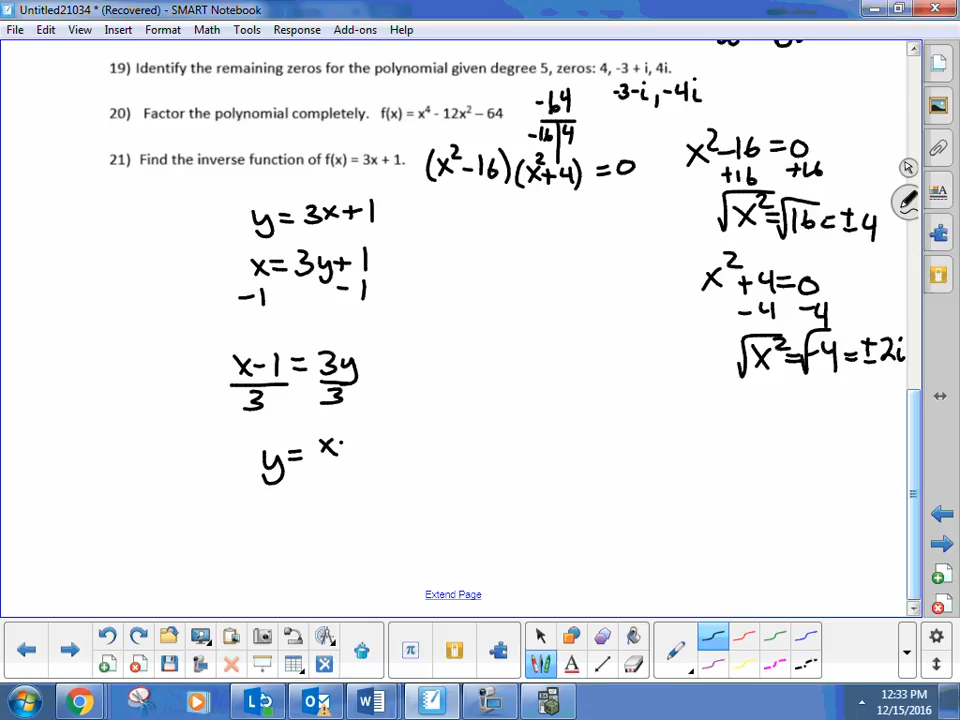 Untitled21034 * (Recovered) - SMART Notebook
File Edit View Insert Format Math Tools Response Add-ons Help
19) Identify the remaining zeros for the polynomial given degree 5, zeros: 4, -3 + i, 4i.
-3-i, -4i
20) Factor the polynomial completely. f(x) = x⁴ - 12x² – 64
-64
-16 | 4
21) Find the inverse function of f(x) = 3x + 1.
(x²-16)(x²+4) = 0
x²-16 = 0
+16 +16
√x² = √16 = ±4
x²+4=0
-4 -4
√x² = √-4 = ±2i
y = 3x+1
x = 3y+1
-1 -1
x-1 = 3y
3 3
y = x
Extend Page
12:33 PM
12/15/2016